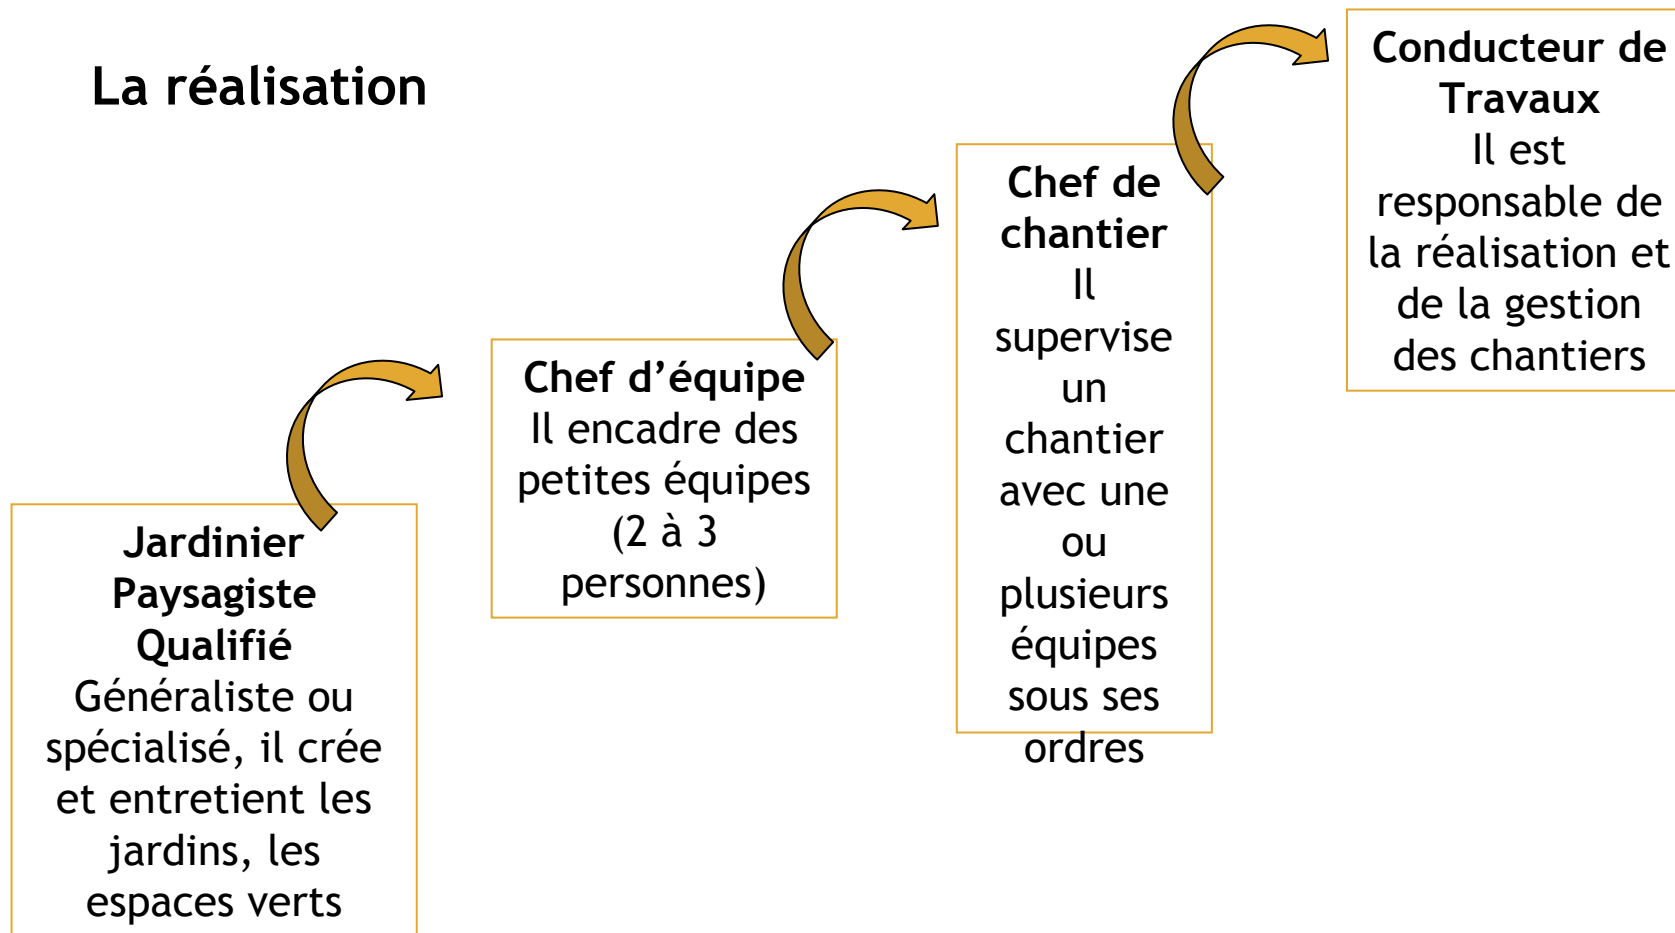 La réalisation
Jardinier
Paysagiste
Qualifié
Généraliste ou
spécialisé, il crée
et entretient les
jardins, les
espaces verts
Chef d’équipe
Il encadre des
petites équipes
(2 à 3
personnes)
Chef de
chantier
Il
supervise
un
chantier
avec une
ou
plusieurs
équipes
sous ses
ordres
Conducteur de
Travaux
Il est
responsable de
la réalisation et
de la gestion
des chantiers